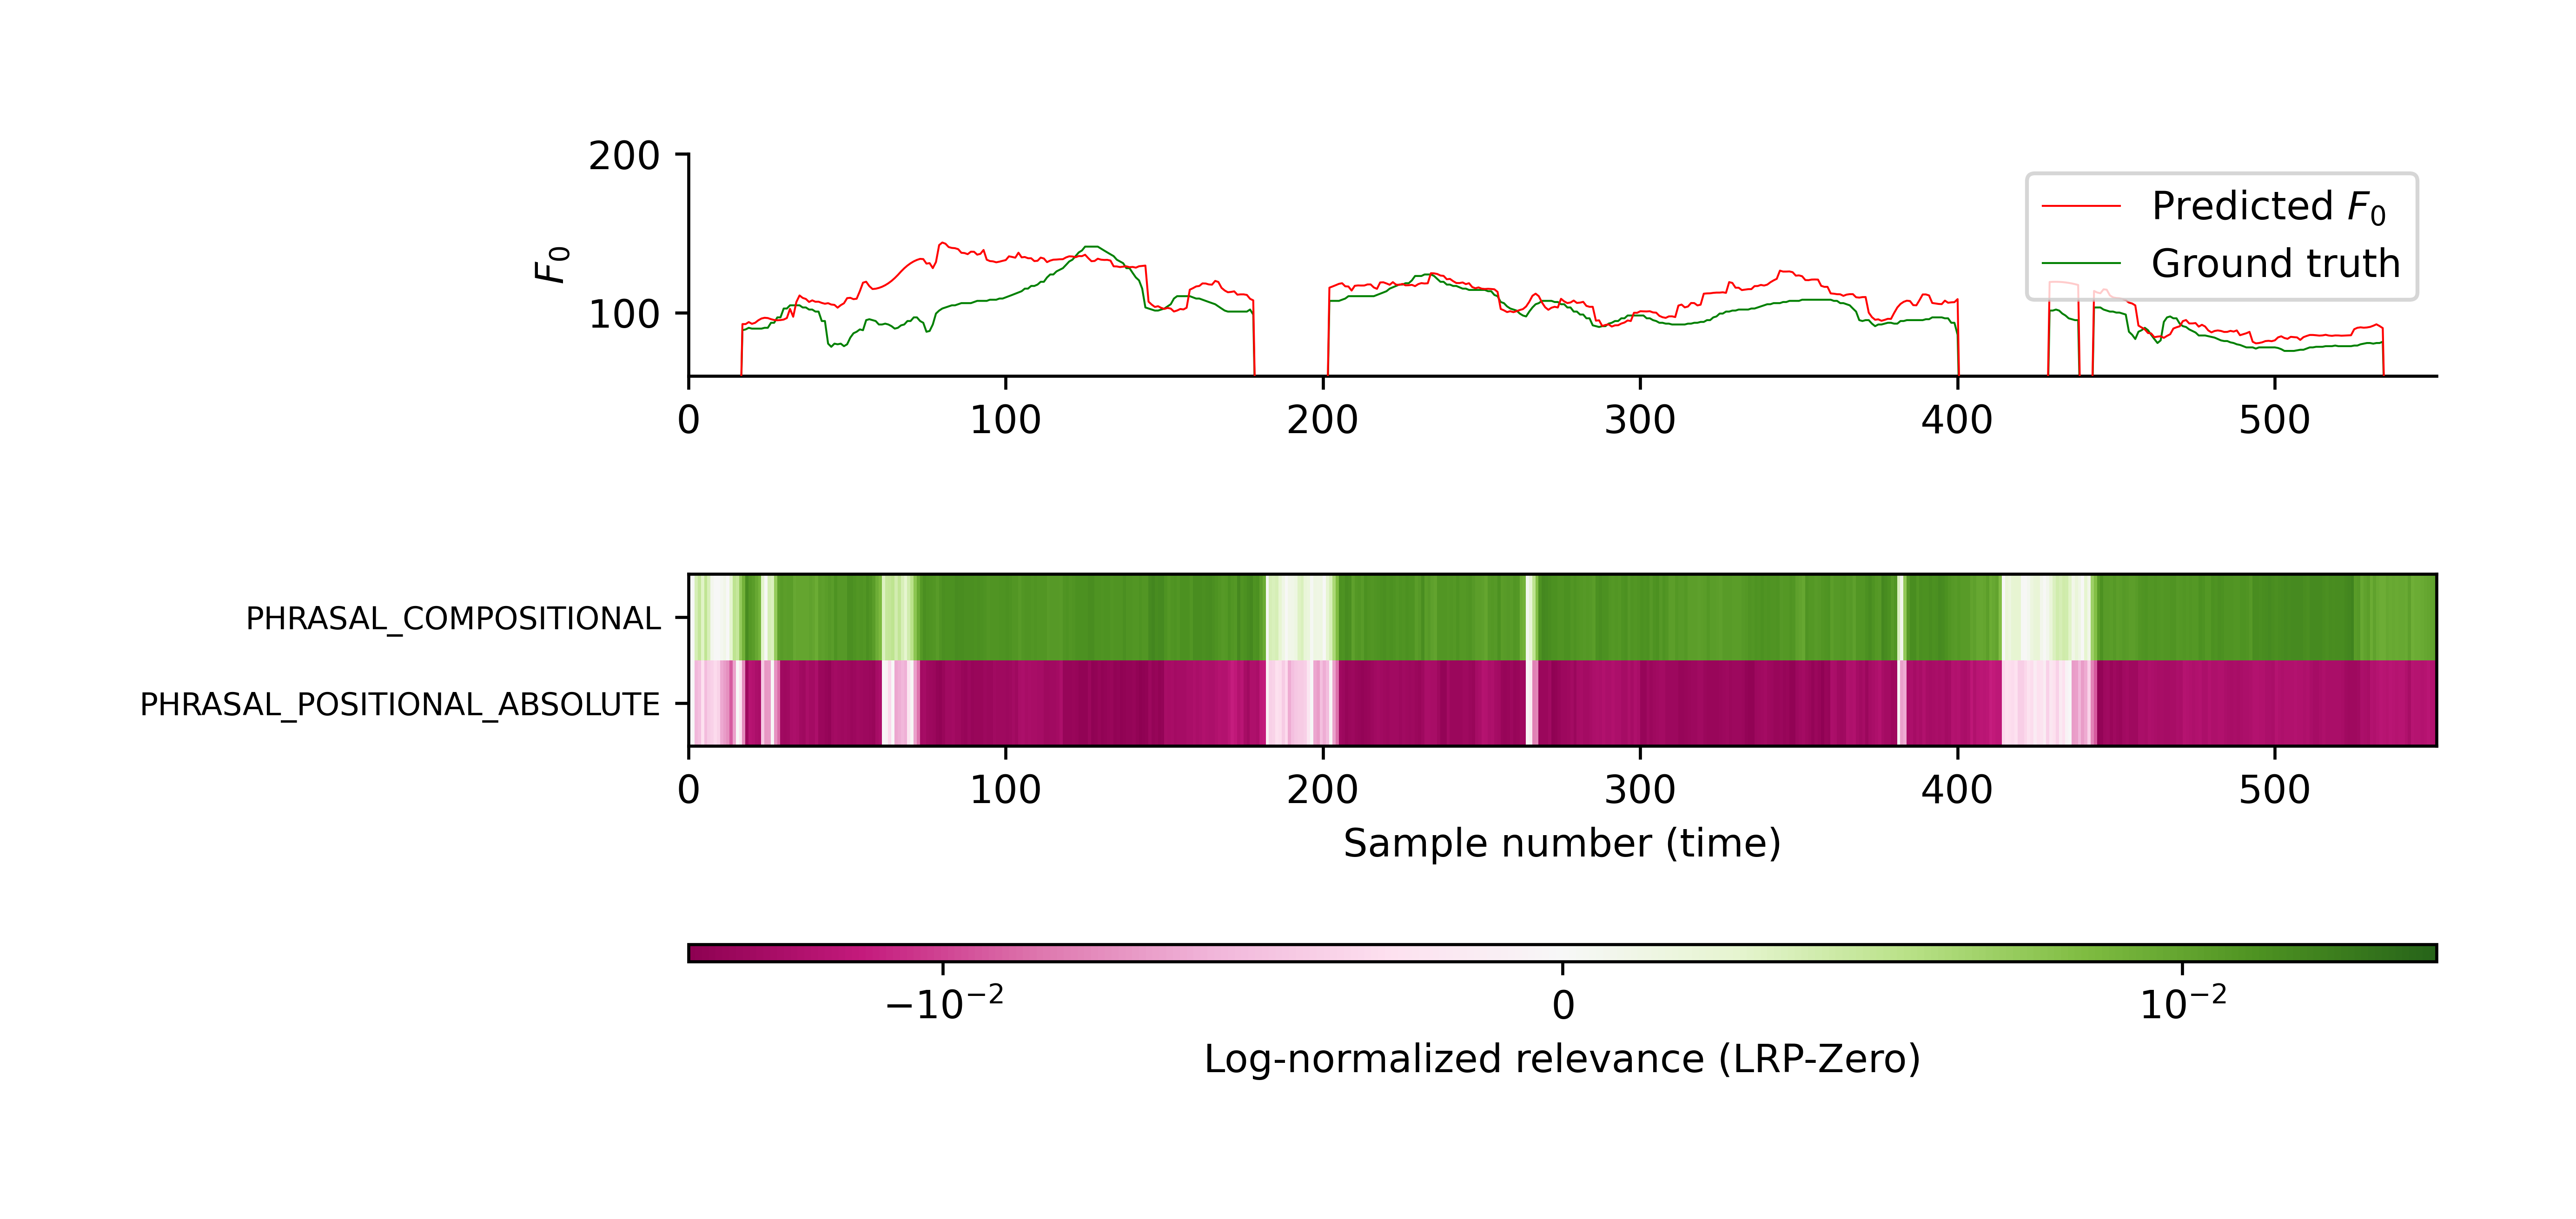 200
100
F₀
Predicted F₀
Ground truth
0 100 200 300 400 500
PHRASAL_COMPOSITIONAL
PHRASAL_POSITIONAL_ABSOLUTE
0 100 200 300 400 500
Sample number (time)
−10⁻² 0 10⁻²
Log-normalized relevance (LRP-Zero)